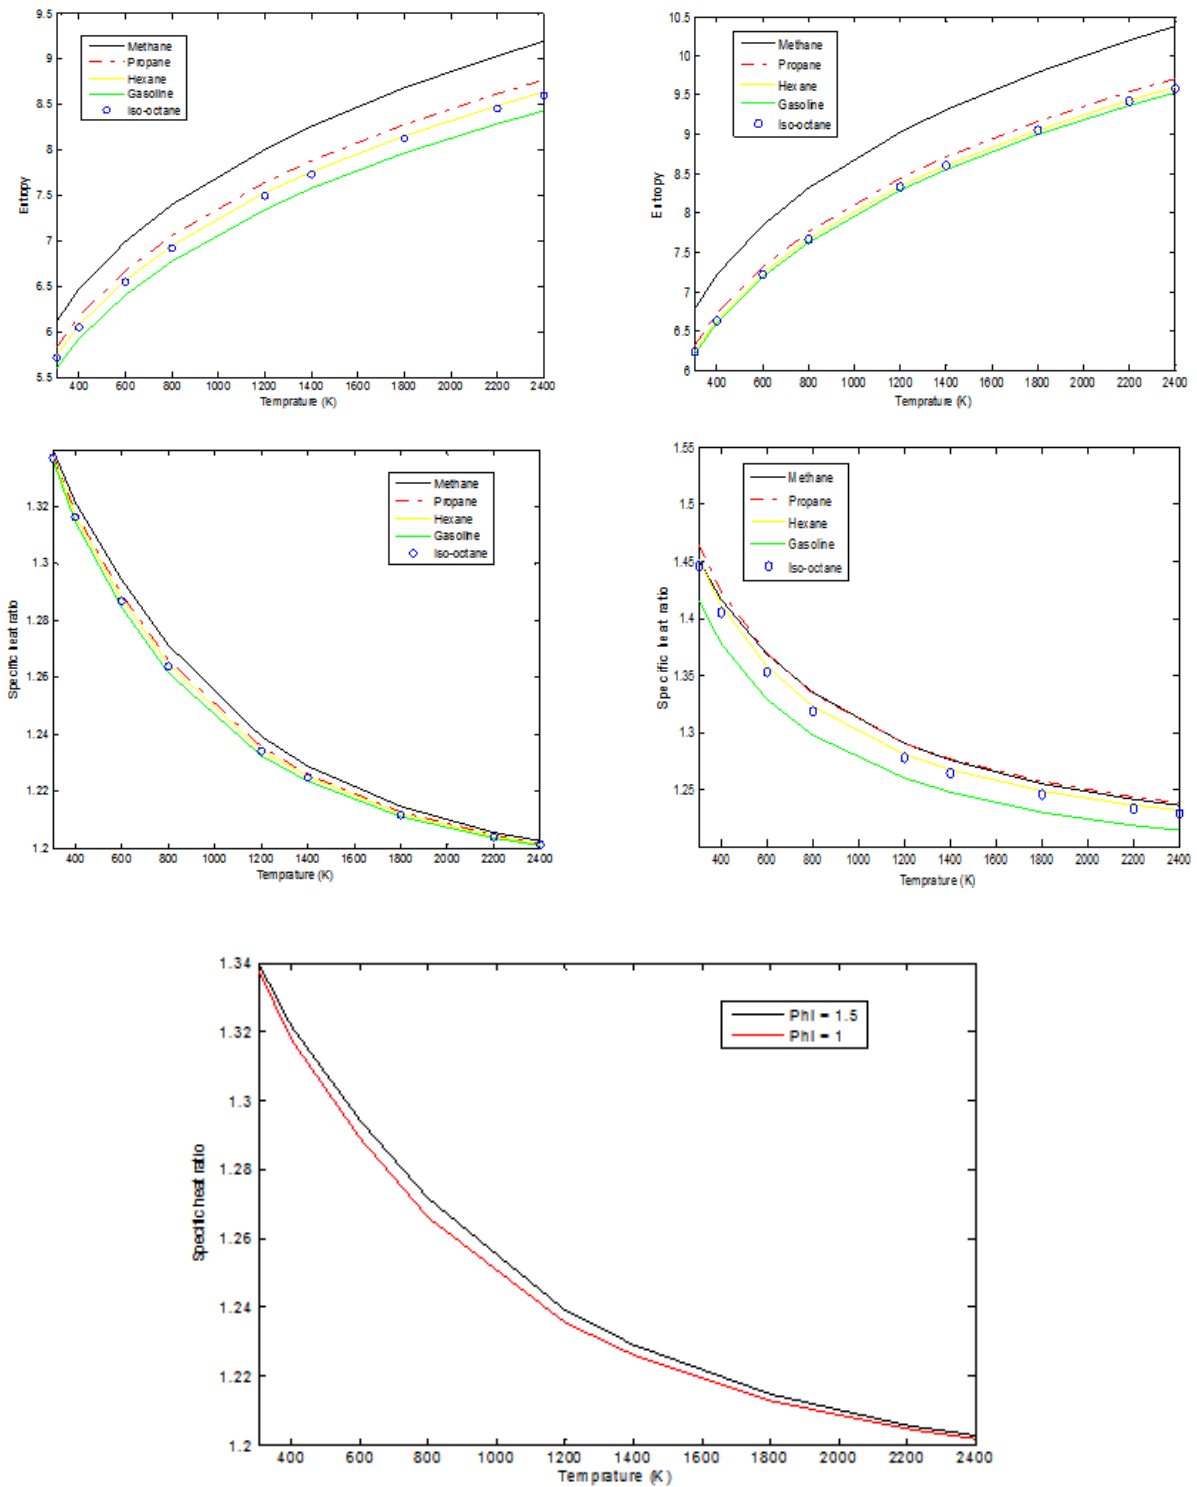 9.5
9
8.5
8
7.5
7
6.5
6
5.5
Entropy
Methane
Propane
Hexane
Gasoline
Iso-octane
400 600 800 1000 1200 1400 1600 1800 2000 2200 2400
Temprature (K)
10.5
10
9.5
9
8.5
8
7.5
7
6.5
6
Entropy
Methane
Propane
Hexane
Gasoline
Iso-octane
400 600 800 1000 1200 1400 1600 1800 2000 2200 2400
Temprature (K)
1.32
1.3
1.28
1.26
1.24
1.22
1.2
Specific heat ratio
Methane
Propane
Hexane
Gasoline
Iso-octane
400 600 800 1000 1200 1400 1600 1800 2000 2200 2400
Temprature (K)
1.55
1.5
1.45
1.4
1.35
1.3
1.25
Specific heat ratio
Methane
Propane
Hexane
Gasoline
Iso-octane
400 600 800 1000 1200 1400 1600 1800 2000 2200 2400
Temprature (K)
1.34
1.32
1.3
1.28
1.26
1.24
1.22
1.2
Specific heat ratio
Phi = 1.5
Phi = 1
400 600 800 1000 1200 1400 1600 1800 2000 2200 2400
Temprature (K)